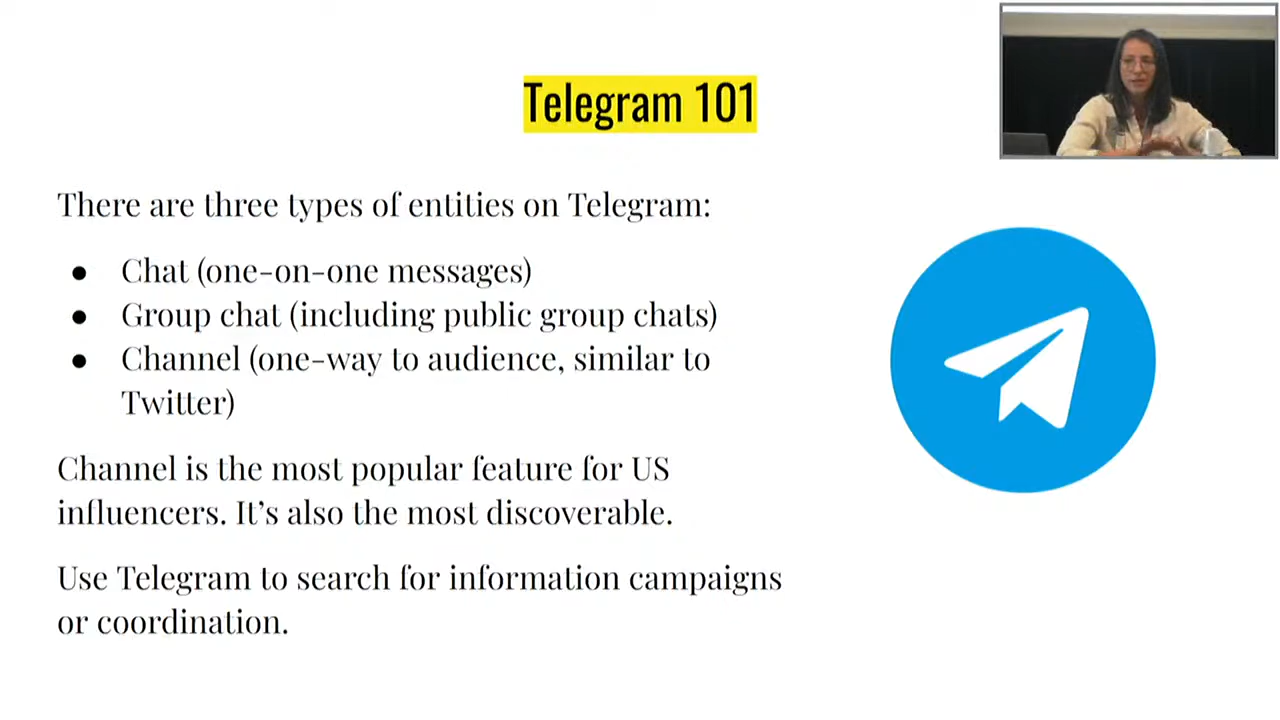 Telegram 101
There are three types of entities on Telegram:
● Chat (one-on-one messages)
● Group chat (including public group chats)
● Channel (one-way to audience, similar to
Twitter)
Channel is the most popular feature for US
influencers. It’s also the most discoverable.
Use Telegram to search for information campaigns
or coordination.